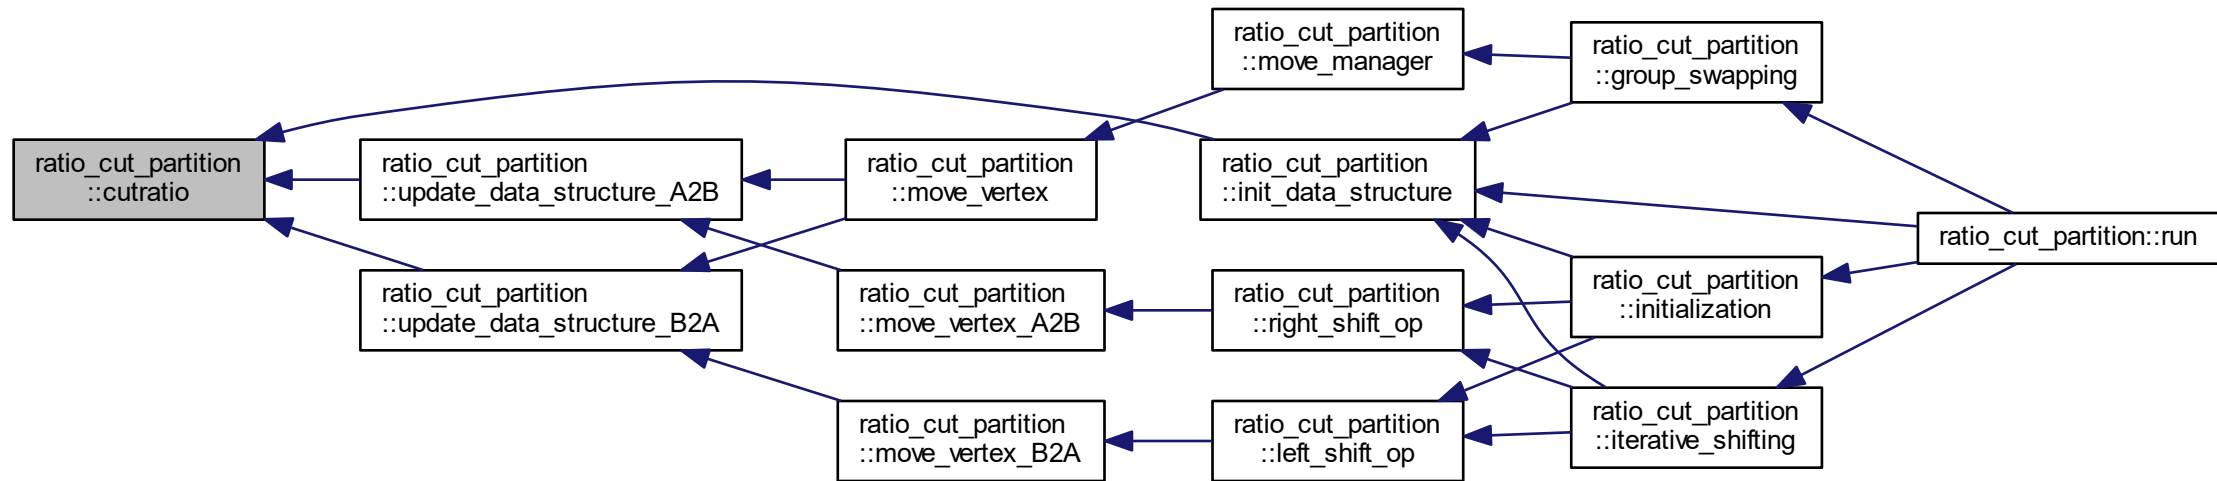 ratio_cut_partition
::cutratio
ratio_cut_partition
::update_data_structure_A2B
ratio_cut_partition
::update_data_structure_B2A
ratio_cut_partition
::move_vertex
ratio_cut_partition
::move_vertex_A2B
ratio_cut_partition
::move_vertex_B2A
ratio_cut_partition
::move_manager
ratio_cut_partition
::init_data_structure
ratio_cut_partition
::right_shift_op
ratio_cut_partition
::left_shift_op
ratio_cut_partition
::group_swapping
ratio_cut_partition
::initialization
ratio_cut_partition
::iterative_shifting
ratio_cut_partition::run